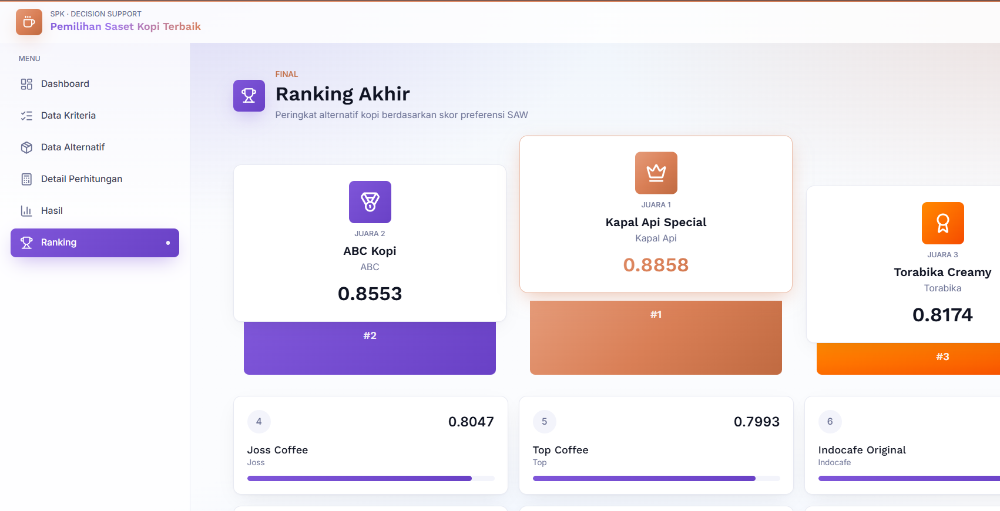 SPK · DECISION SUPPORT
Pemilihan Saset Kopi Terbaik
MENU
Dashboard
Data Kriteria
Data Alternatif
Detail Perhitungan
Hasil
Ranking
FINAL
Ranking Akhir
Peringkat alternatif kopi berdasarkan skor preferensi SAW
JUARA 2
ABC Kopi
ABC
0.8553
#2
JUARA 1
Kapal Api Special
Kapal Api
0.8858
#1
JUARA 3
Torabika Creamy
Torabika
0.8174
#3
4
0.8047
Joss Coffee
Joss
5
0.7993
Top Coffee
Top
6
Indocafe Original
Indocafe